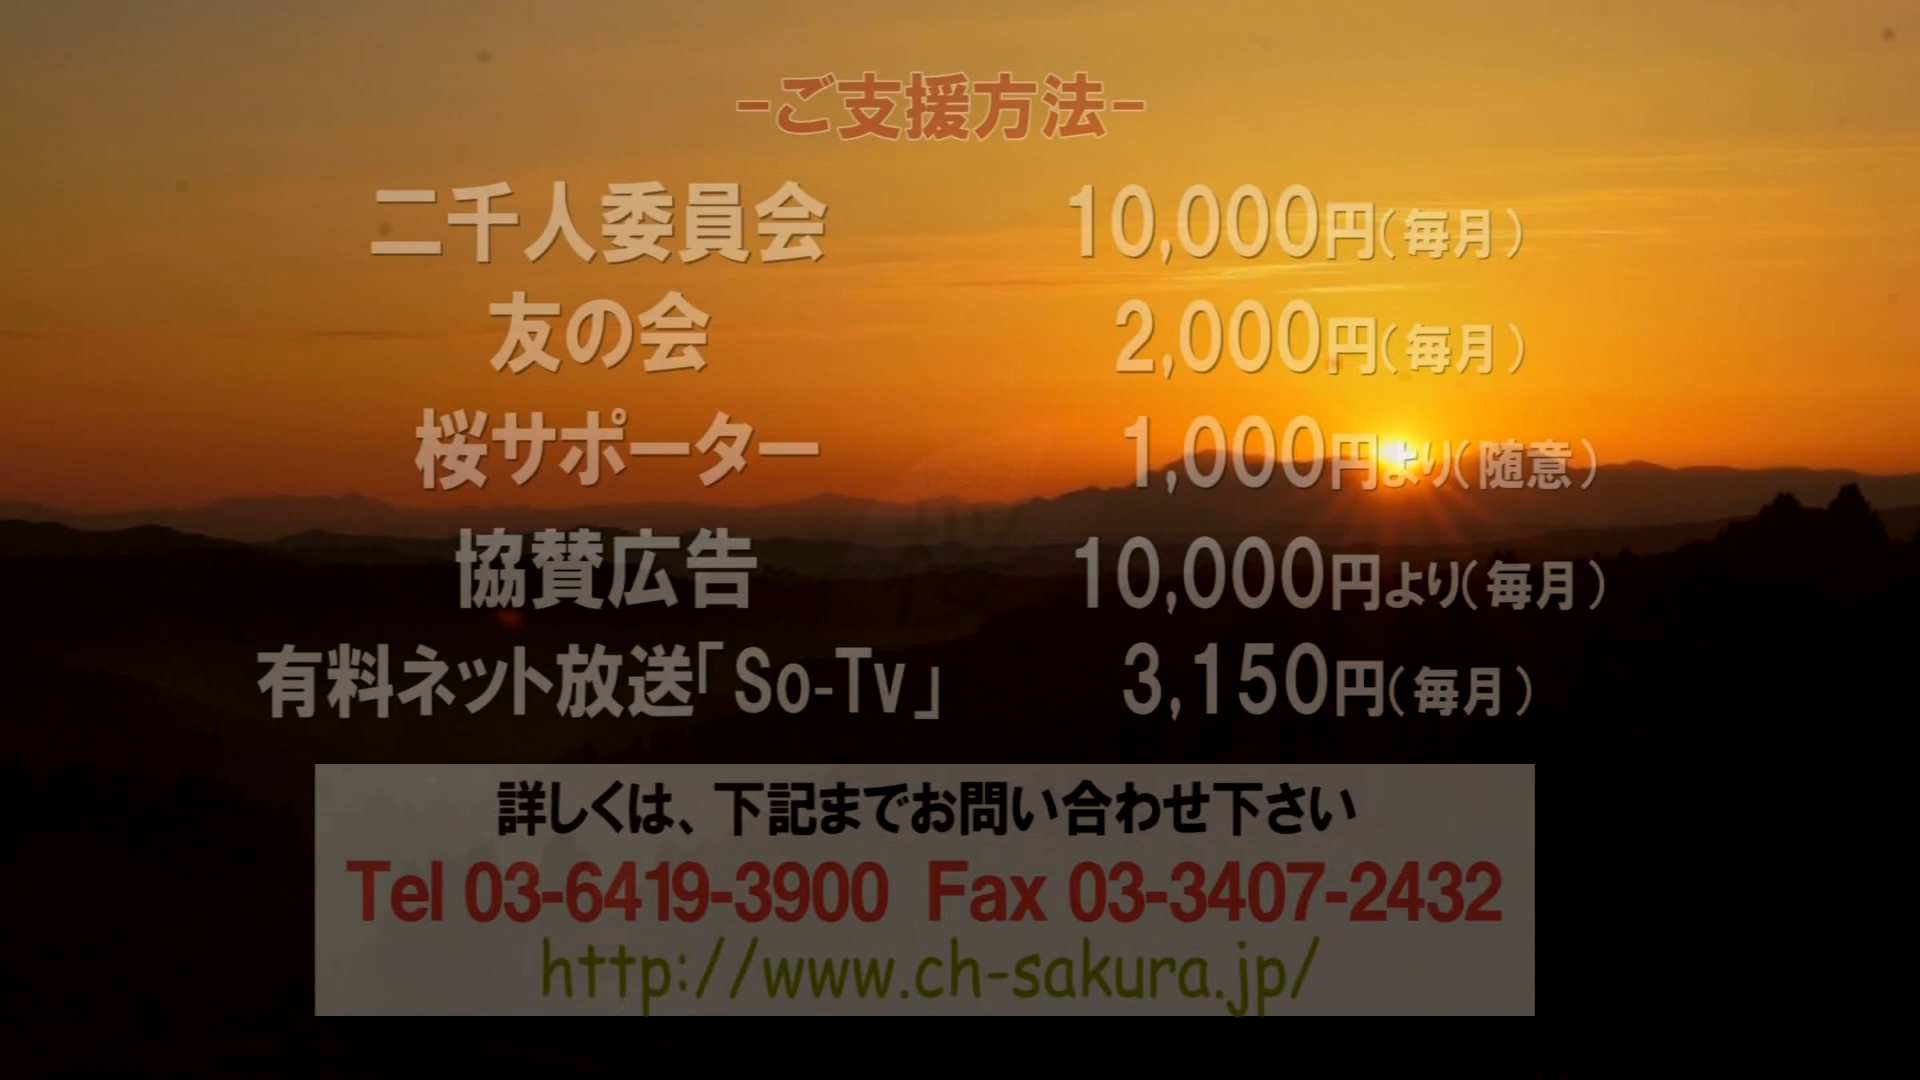 -ご支援方法-
二千人委員会 10,000円(毎月)
友の会 2,000円(毎月)
桜サポーター 1,000円より(随意)
協賛広告 10,000円より(毎月)
有料ネット放送「So-Tv」 3,150円(毎月)
詳しくは、下記までお問い合わせ下さい
Tel 03-6419-3900 Fax 03-3407-2432
http://www.ch-sakura.jp/